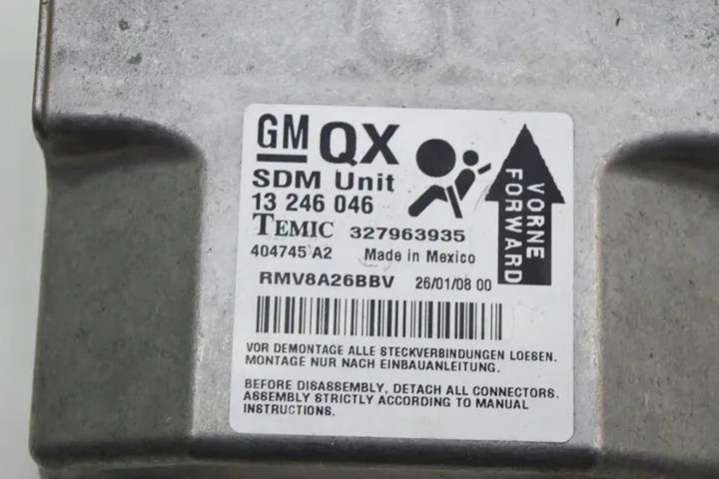 GM QX
SDM Unit
13 246 046
TEMIC 327963935
404745 A2 Made in Mexico
RMV8A26BBV 26/01/08 00
VORNE
FORWARD
VOR DEMONTAGE ALLE STECKVERBINDUNGEN LOESEN.
MONTAGE NUR NACH EINBAUANLEITUNG.
BEFORE DISASSEMBLY, DETACH ALL CONNECTORS.
ASSEMBLY STRICTLY ACCORDING TO MANUAL
INSTRUCTIONS.